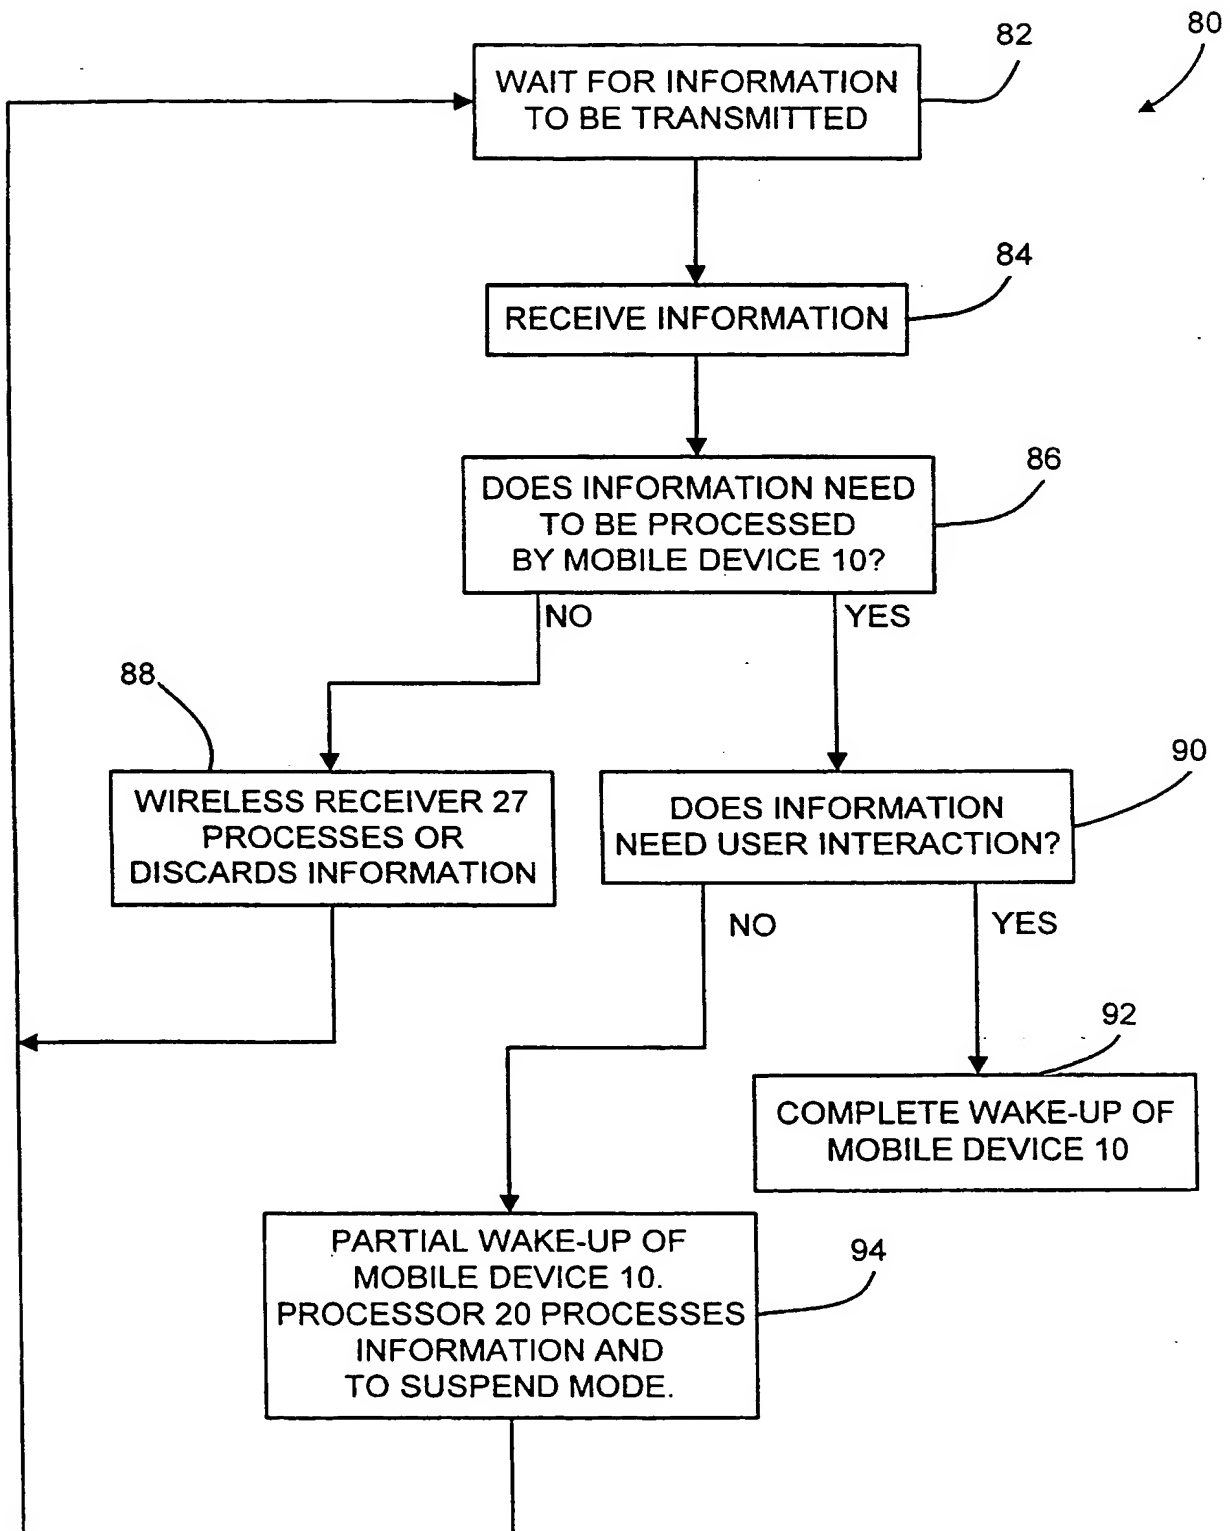 80
82
WAIT FOR INFORMATION
TO BE TRANSMITTED
84
RECEIVE INFORMATION
86
DOES INFORMATION NEED
TO BE PROCESSED
BY MOBILE DEVICE 10?
NO
YES
88
WIRELESS RECEIVER 27
PROCESSES OR
DISCARDS INFORMATION
90
DOES INFORMATION
NEED USER INTERACTION?
NO
YES
92
COMPLETE WAKE-UP OF
MOBILE DEVICE 10
94
PARTIAL WAKE-UP OF
MOBILE DEVICE 10.
PROCESSOR 20 PROCESSES
INFORMATION AND
TO SUSPEND MODE.